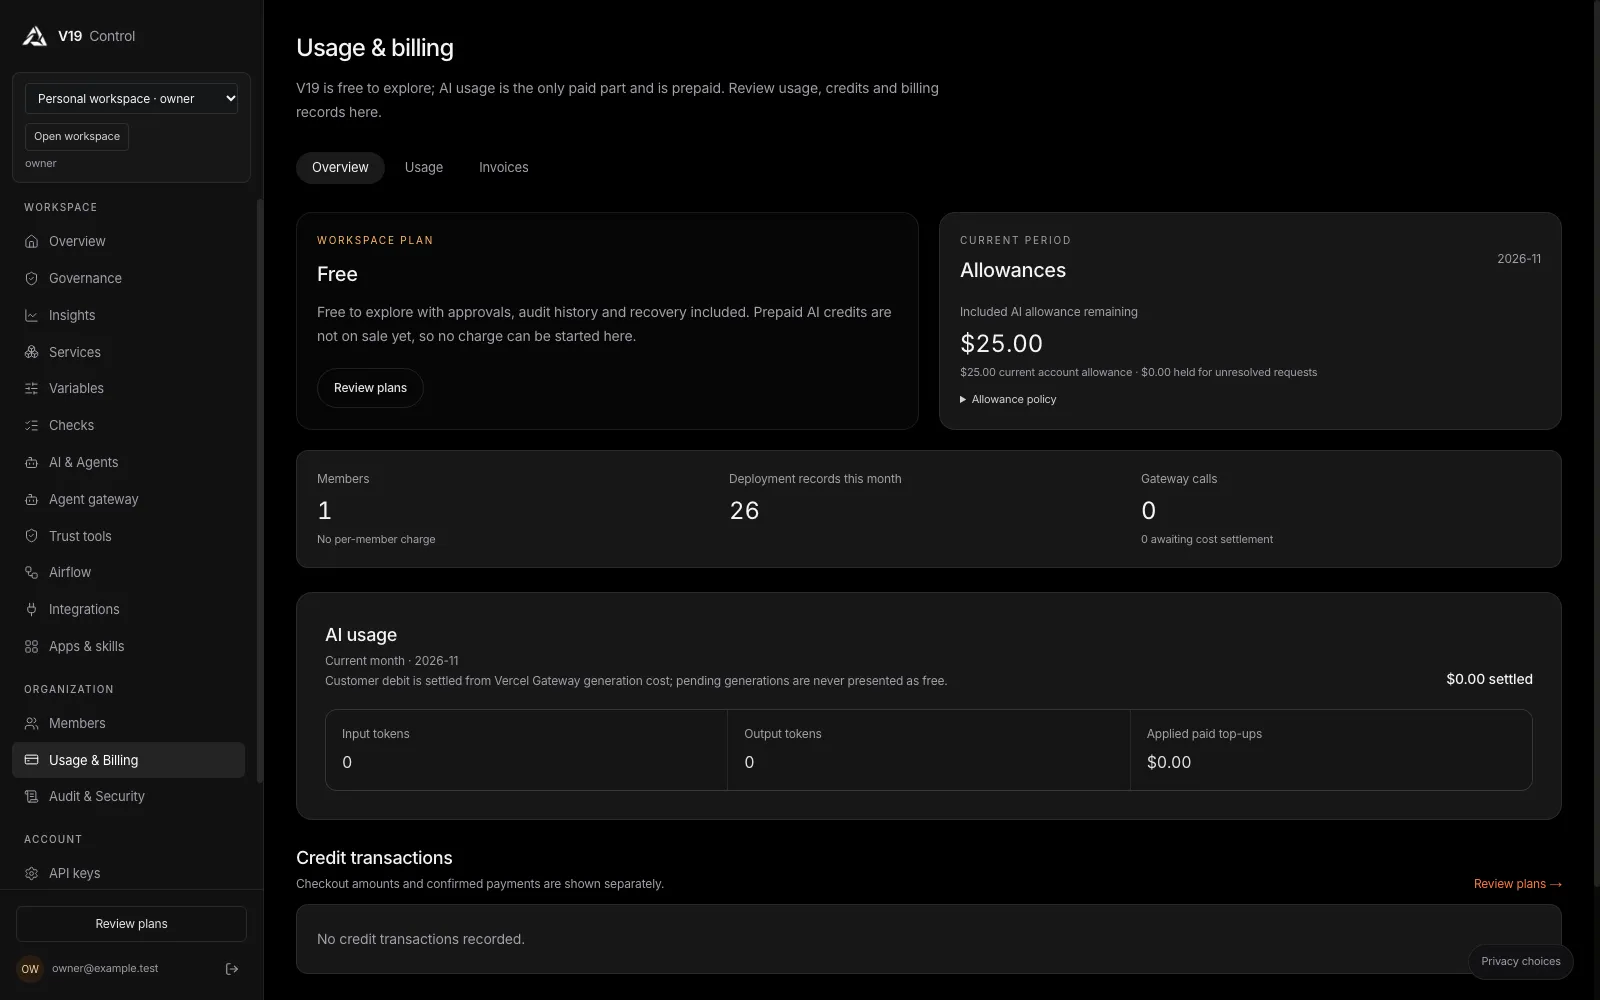 V19 Control
Personal workspace · owner
Open workspace
owner
WORKSPACE
Overview
Governance
Insights
Services
Variables
Checks
AI & Agents
Agent gateway
Trust tools
Airflow
Integrations
Apps & skills
ORGANIZATION
Members
Usage & Billing
Audit & Security
ACCOUNT
API keys
Review plans
OW owner@example.test
Usage & billing
V19 is free to explore; AI usage is the only paid part and is prepaid. Review usage, credits and billing
records here.
Overview Usage Invoices
WORKSPACE PLAN
Free
Free to explore with approvals, audit history and recovery included. Prepaid AI credits are
not on sale yet, so no charge can be started here.
Review plans
CURRENT PERIOD
Allowances
2026-11
Included AI allowance remaining
$25.00
$25.00 current account allowance · $0.00 held for unresolved requests
Allowance policy
Members
1
No per-member charge
Deployment records this month
26
Gateway calls
0
0 awaiting cost settlement
AI usage
Current month · 2026-11
Customer debit is settled from Vercel Gateway generation cost; pending generations are never presented as free.
$0.00 settled
Input tokens
0
Output tokens
0
Applied paid top-ups
$0.00
Credit transactions
Checkout amounts and confirmed payments are shown separately.
Review plans →
No credit transactions recorded.
Privacy choices